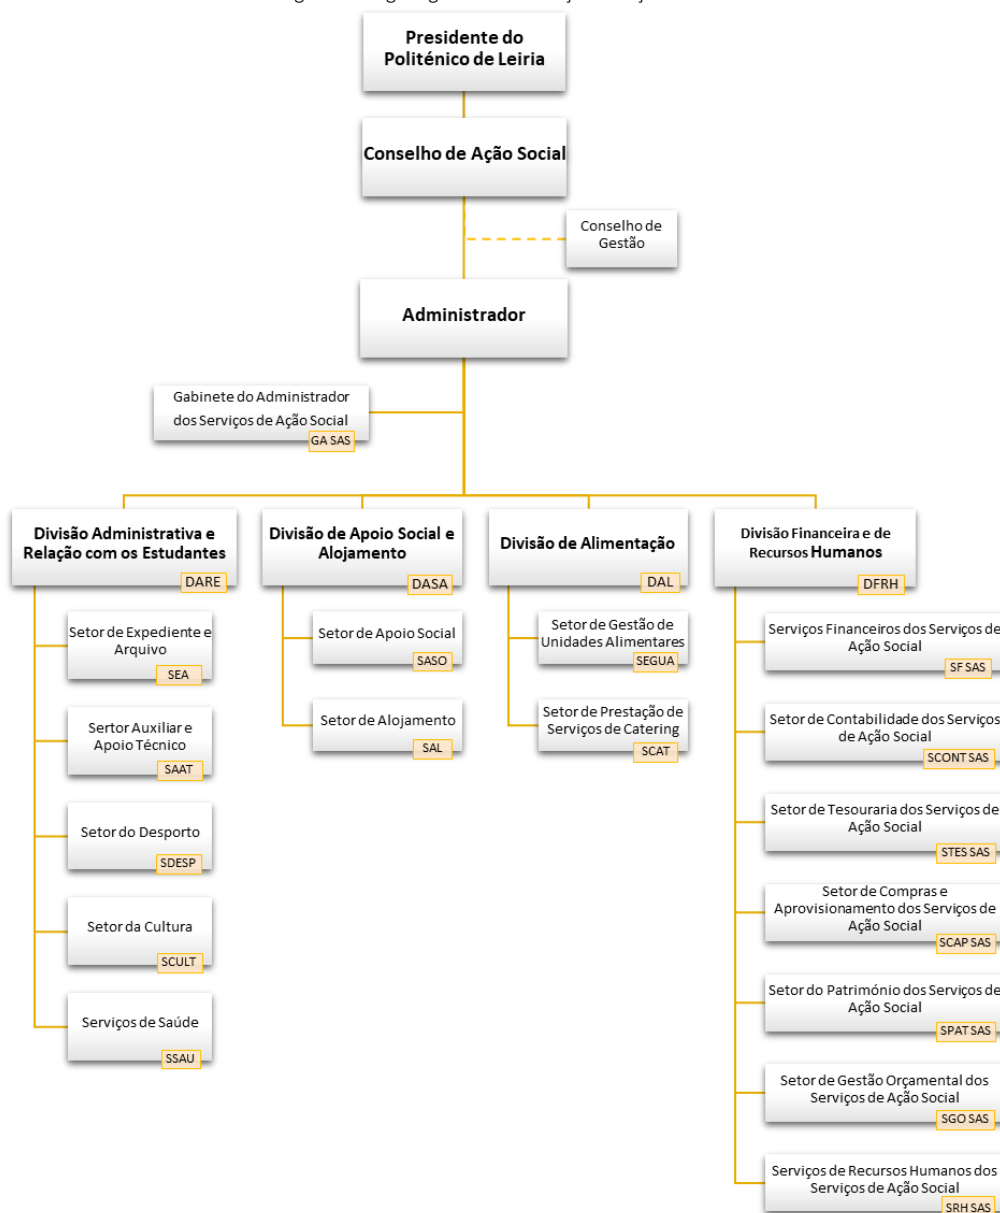 Presidente do
Politénico de Leiria
Conselho de Ação Social
Conselho de
Gestão
Administrador
Gabinete do Administrador
dos Serviços de Ação Social
GA SAS
Divisão Administrativa e
Relação com os Estudantes
DARE
Setor de Expediente e
Arquivo
SEA
Sertor Auxiliar e
Apoio Técnico
SAAT
Setor do Desporto
SDESP
Setor da Cultura
SCULT
Serviços de Saúde
SSAU
Divisão de Apoio Social e
Alojamento
DASA
Setor de Apoio Social
SASO
Setor de Alojamento
SAL
Divisão de Alimentação
DAL
Setor de Gestão de
Unidades Alimentares
SEGUA
Setor de Prestação de
Serviços de Catering
SCAT
Divisão Financeira e de
Recursos Humanos
DFRH
Serviços Financeiros dos Serviços de
Ação Social
SF SAS
Setor de Contabilidade dos Serviços
de Ação Social
SCONT SAS
Setor de Tesouraria dos Serviços de
Ação Social
STES SAS
Setor de Compras e
Aprovisionamento dos Serviços de
Ação Social
SCAP SAS
Setor do Património dos Serviços de
Ação Social
SPAT SAS
Setor de Gestão Orçamental dos
Serviços de Ação Social
SGO SAS
Serviços de Recursos Humanos dos
Serviços de Ação Social
SRH SAS